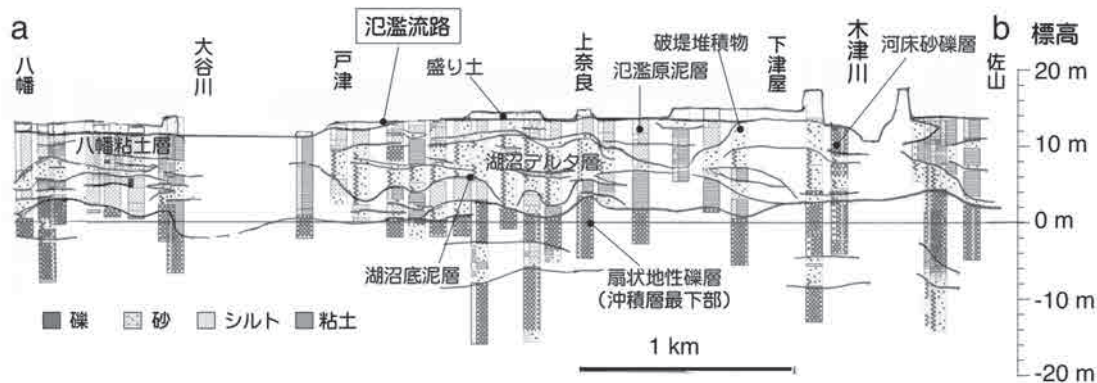 a
b
標高
八幡
大谷川
戸津
氾濫流路
盛り土
上奈良
破堤堆積物
氾濫原泥層
下津屋
木津川
河床砂礫層
佐山
20 m
10 m
0 m
-10 m
-20 m
八幡粘土層
湖沼デルタ層
湖沼底泥層
扇状地性礫層
（沖積層最下部）
礫
砂
シルト
粘土
1 km